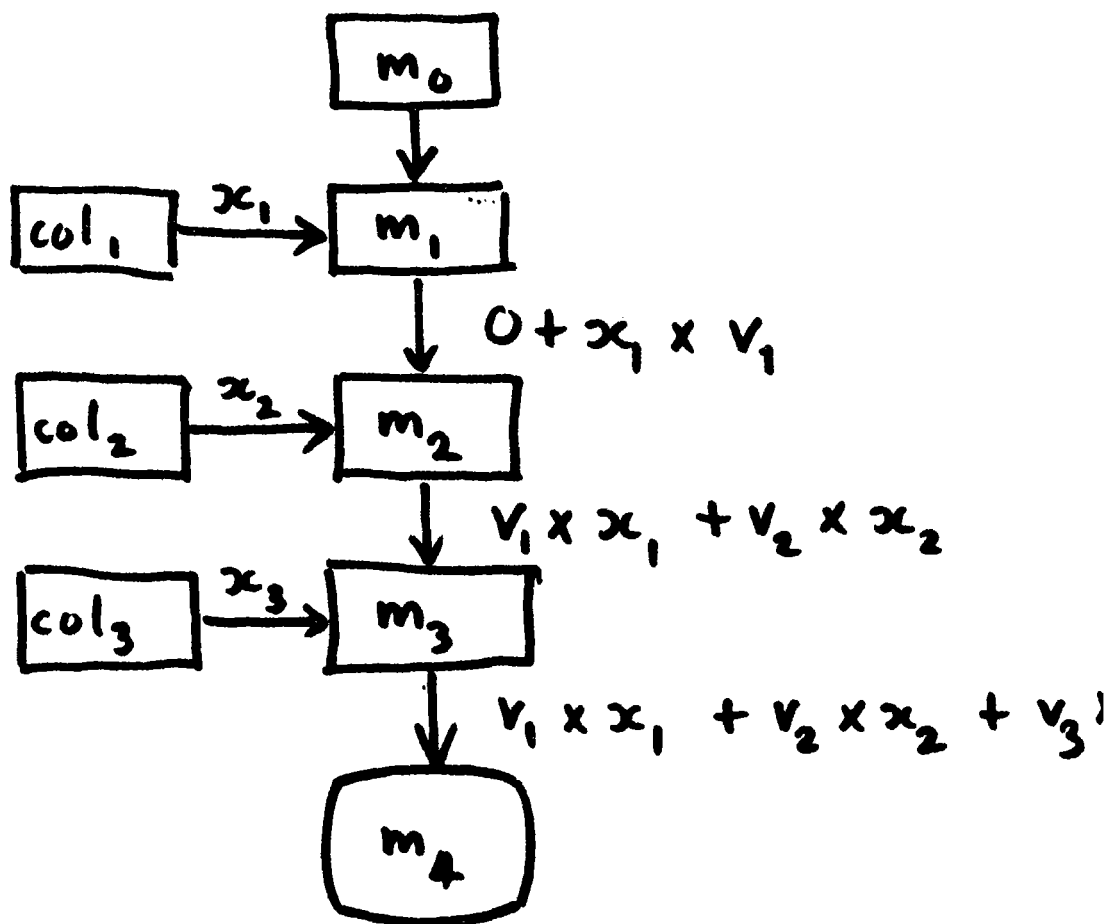 m₀
x₁
col₁ m₁
0 + x₁ × v₁
x₂
col₂ m₂
v₁ × x₁ + v₂ × x₂
x₃
col₃ m₃
v₁ × x₁ + v₂ × x₂ + v₃
m₄